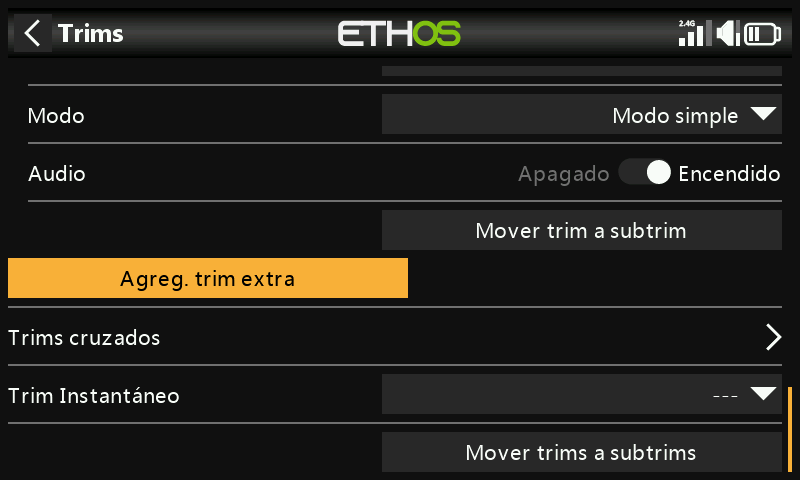 Trims
ETHOS
2.4G
Modo
Modo simple
Audio
Apagado
Encendido
Mover trim a subtrim
Agreg. trim extra
Trims cruzados
Trim Instantáneo
---
Mover trims a subtrims